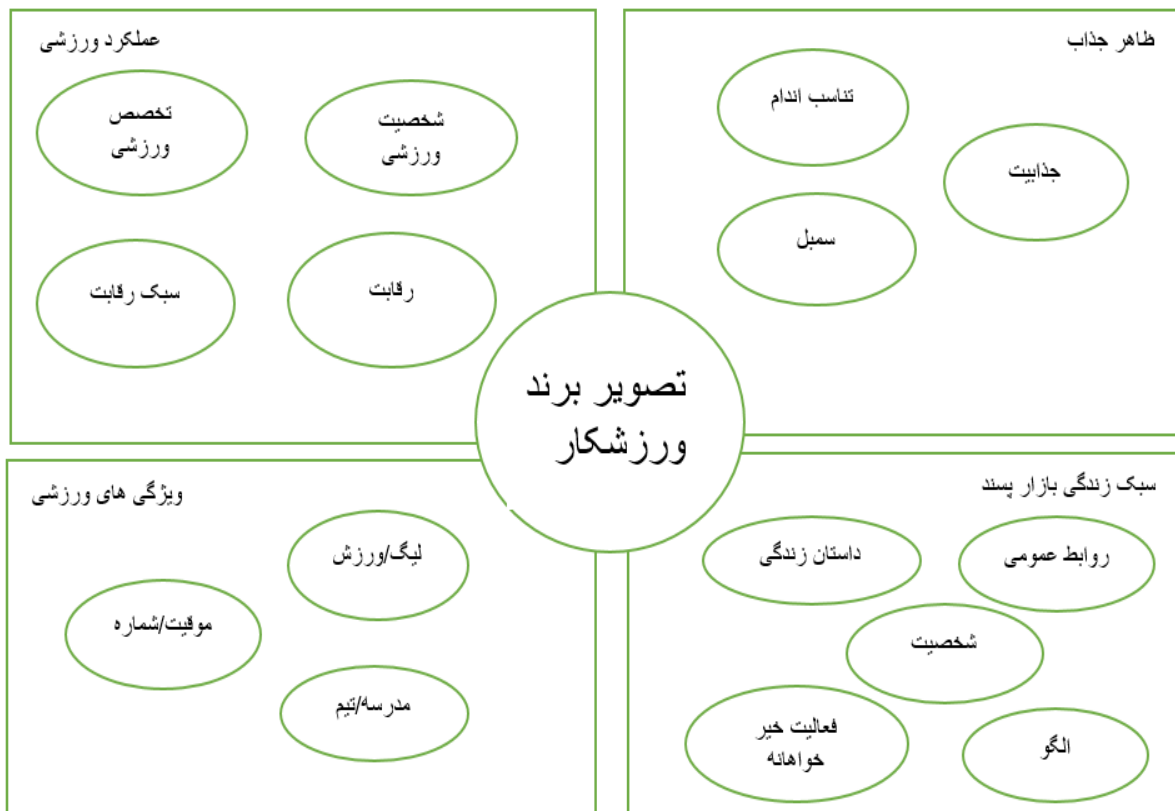 ظاهر جذاب
تناسب اندام
جذابیت
سمبل
عملکرد ورزشی
شخصیت
ورزشی
تخصص
ورزشی
رقابت
سبک رقابت
تصویر برند
ورزشکار
سبک زندگی بازار پسند
روابط عمومی
داستان زندگی
شخصیت
الگو
فعالیت خیر
خواهانه
ویژگی های ورزشی
لیگ/ورزش
موقیت/شماره
مدرسه/تیم